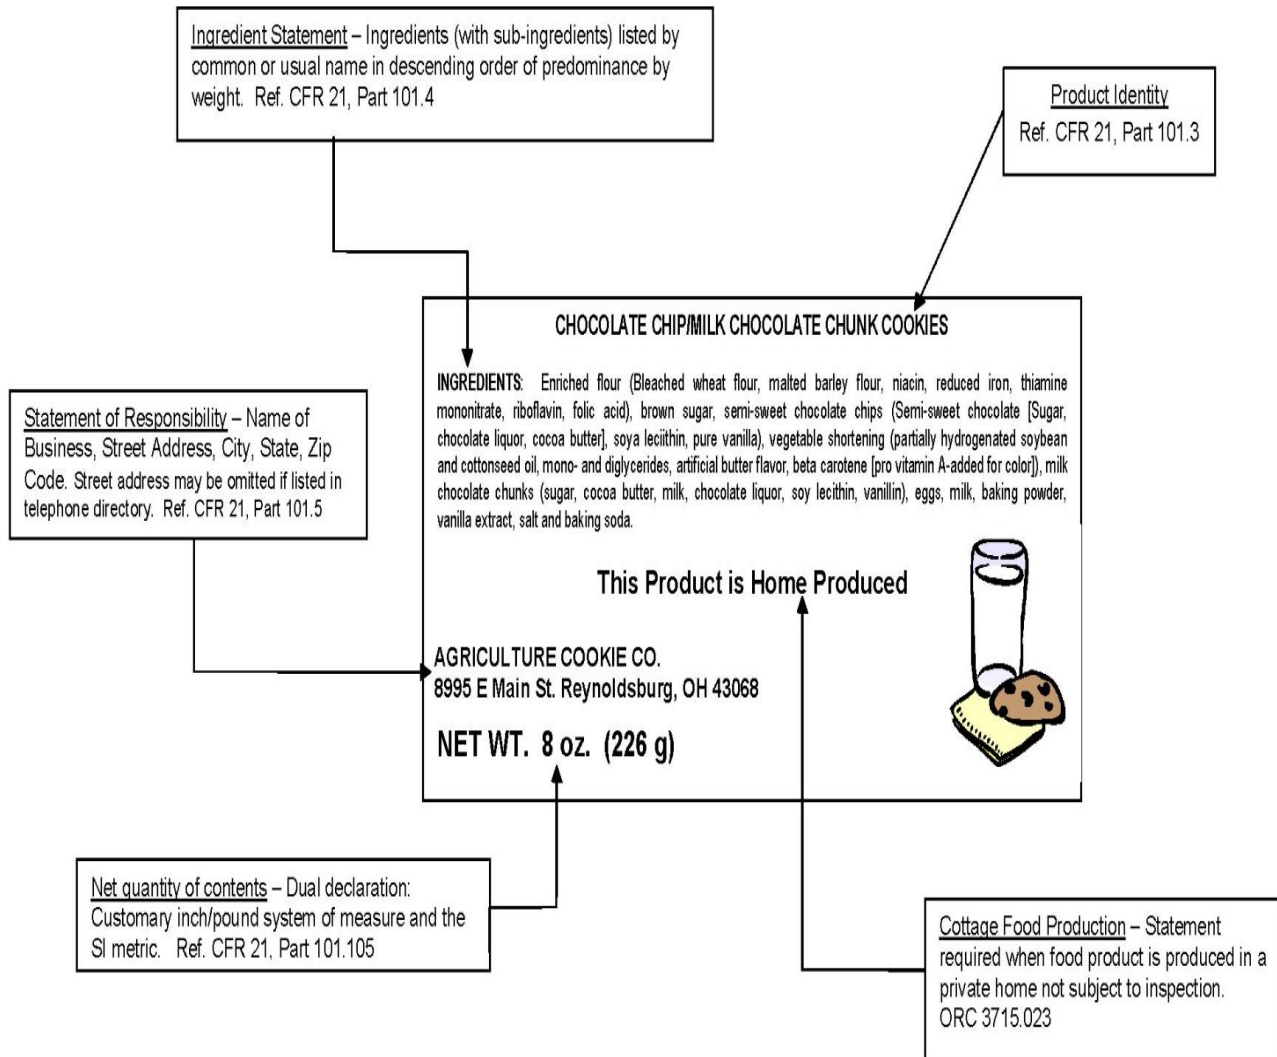 Ingredient Statement – Ingredients (with sub-ingredients) listed by
common or usual name in descending order of predominance by
weight. Ref. CFR 21, Part 101.4
Product Identity
Ref. CFR 21, Part 101.3
CHOCOLATE CHIP/MILK CHOCOLATE CHUNK COOKIES
INGREDIENTS: Enriched flour (Bleached wheat flour, malted barley flour, niacin, reduced iron, thiamine
mononitrate, riboflavin, folic acid), brown sugar, semi-sweet chocolate chips (Semi-sweet chocolate [Sugar,
chocolate liquor, cocoa butter], soya leciithin, pure vanilla), vegetable shortening (partially hydrogenated soybean
and cottonseed oil, mono- and diglycerides, artificial butter flavor, beta carotene [pro vitamin A-added for color]), milk
chocolate chunks (sugar, cocoa butter, milk, chocolate liquor, soy lecithin, vanillin), eggs, milk, baking powder,
vanilla extract, salt and baking soda.
Statement of Responsibility – Name of
Business, Street Address, City, State, Zip
Code. Street address may be omitted if listed in
telephone directory. Ref. CFR 21, Part 101.5
This Product is Home Produced
AGRICULTURE COOKIE CO.
8995 E Main St. Reynoldsburg, OH 43068
NET WT. 8 oz. (226 g)
Net quantity of contents – Dual declaration:
Customary inch/pound system of measure and the
SI metric. Ref. CFR 21, Part 101.105
Cottage Food Production – Statement
required when food product is produced in a
private home not subject to inspection.
ORC 3715.023